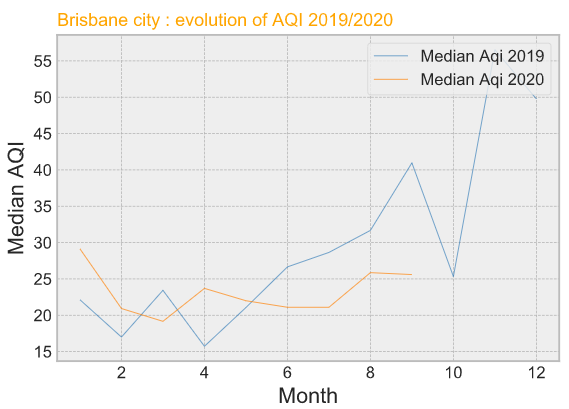 Brisbane city : evolution of AQI 2019/2020
Median Aqi 2019
Median Aqi 2020
Median AQI
55
50
45
40
35
30
25
20
15
2 4 6 8 10 12
Month